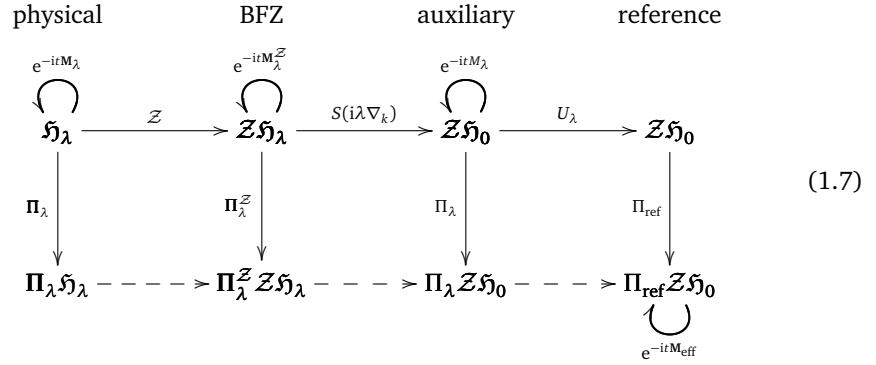 physical BFZ auxiliary reference
e^{-itM_λ} e^{-itM_λ^𝒵} e^{-itM_λ}
ℌ_λ 𝒵 𝒵ℌ_λ S(iλ∇_k) 𝒵ℌ_0 U_λ 𝒵ℌ_0
(1.7)
Π_λ Π_λ^𝒵 Π_λ Π_ref
Π_λℌ_λ Π_λ^𝒵𝒵ℌ_λ Π_λ𝒵ℌ_0 Π_ref𝒵ℌ_0
e^{-itM_eff}